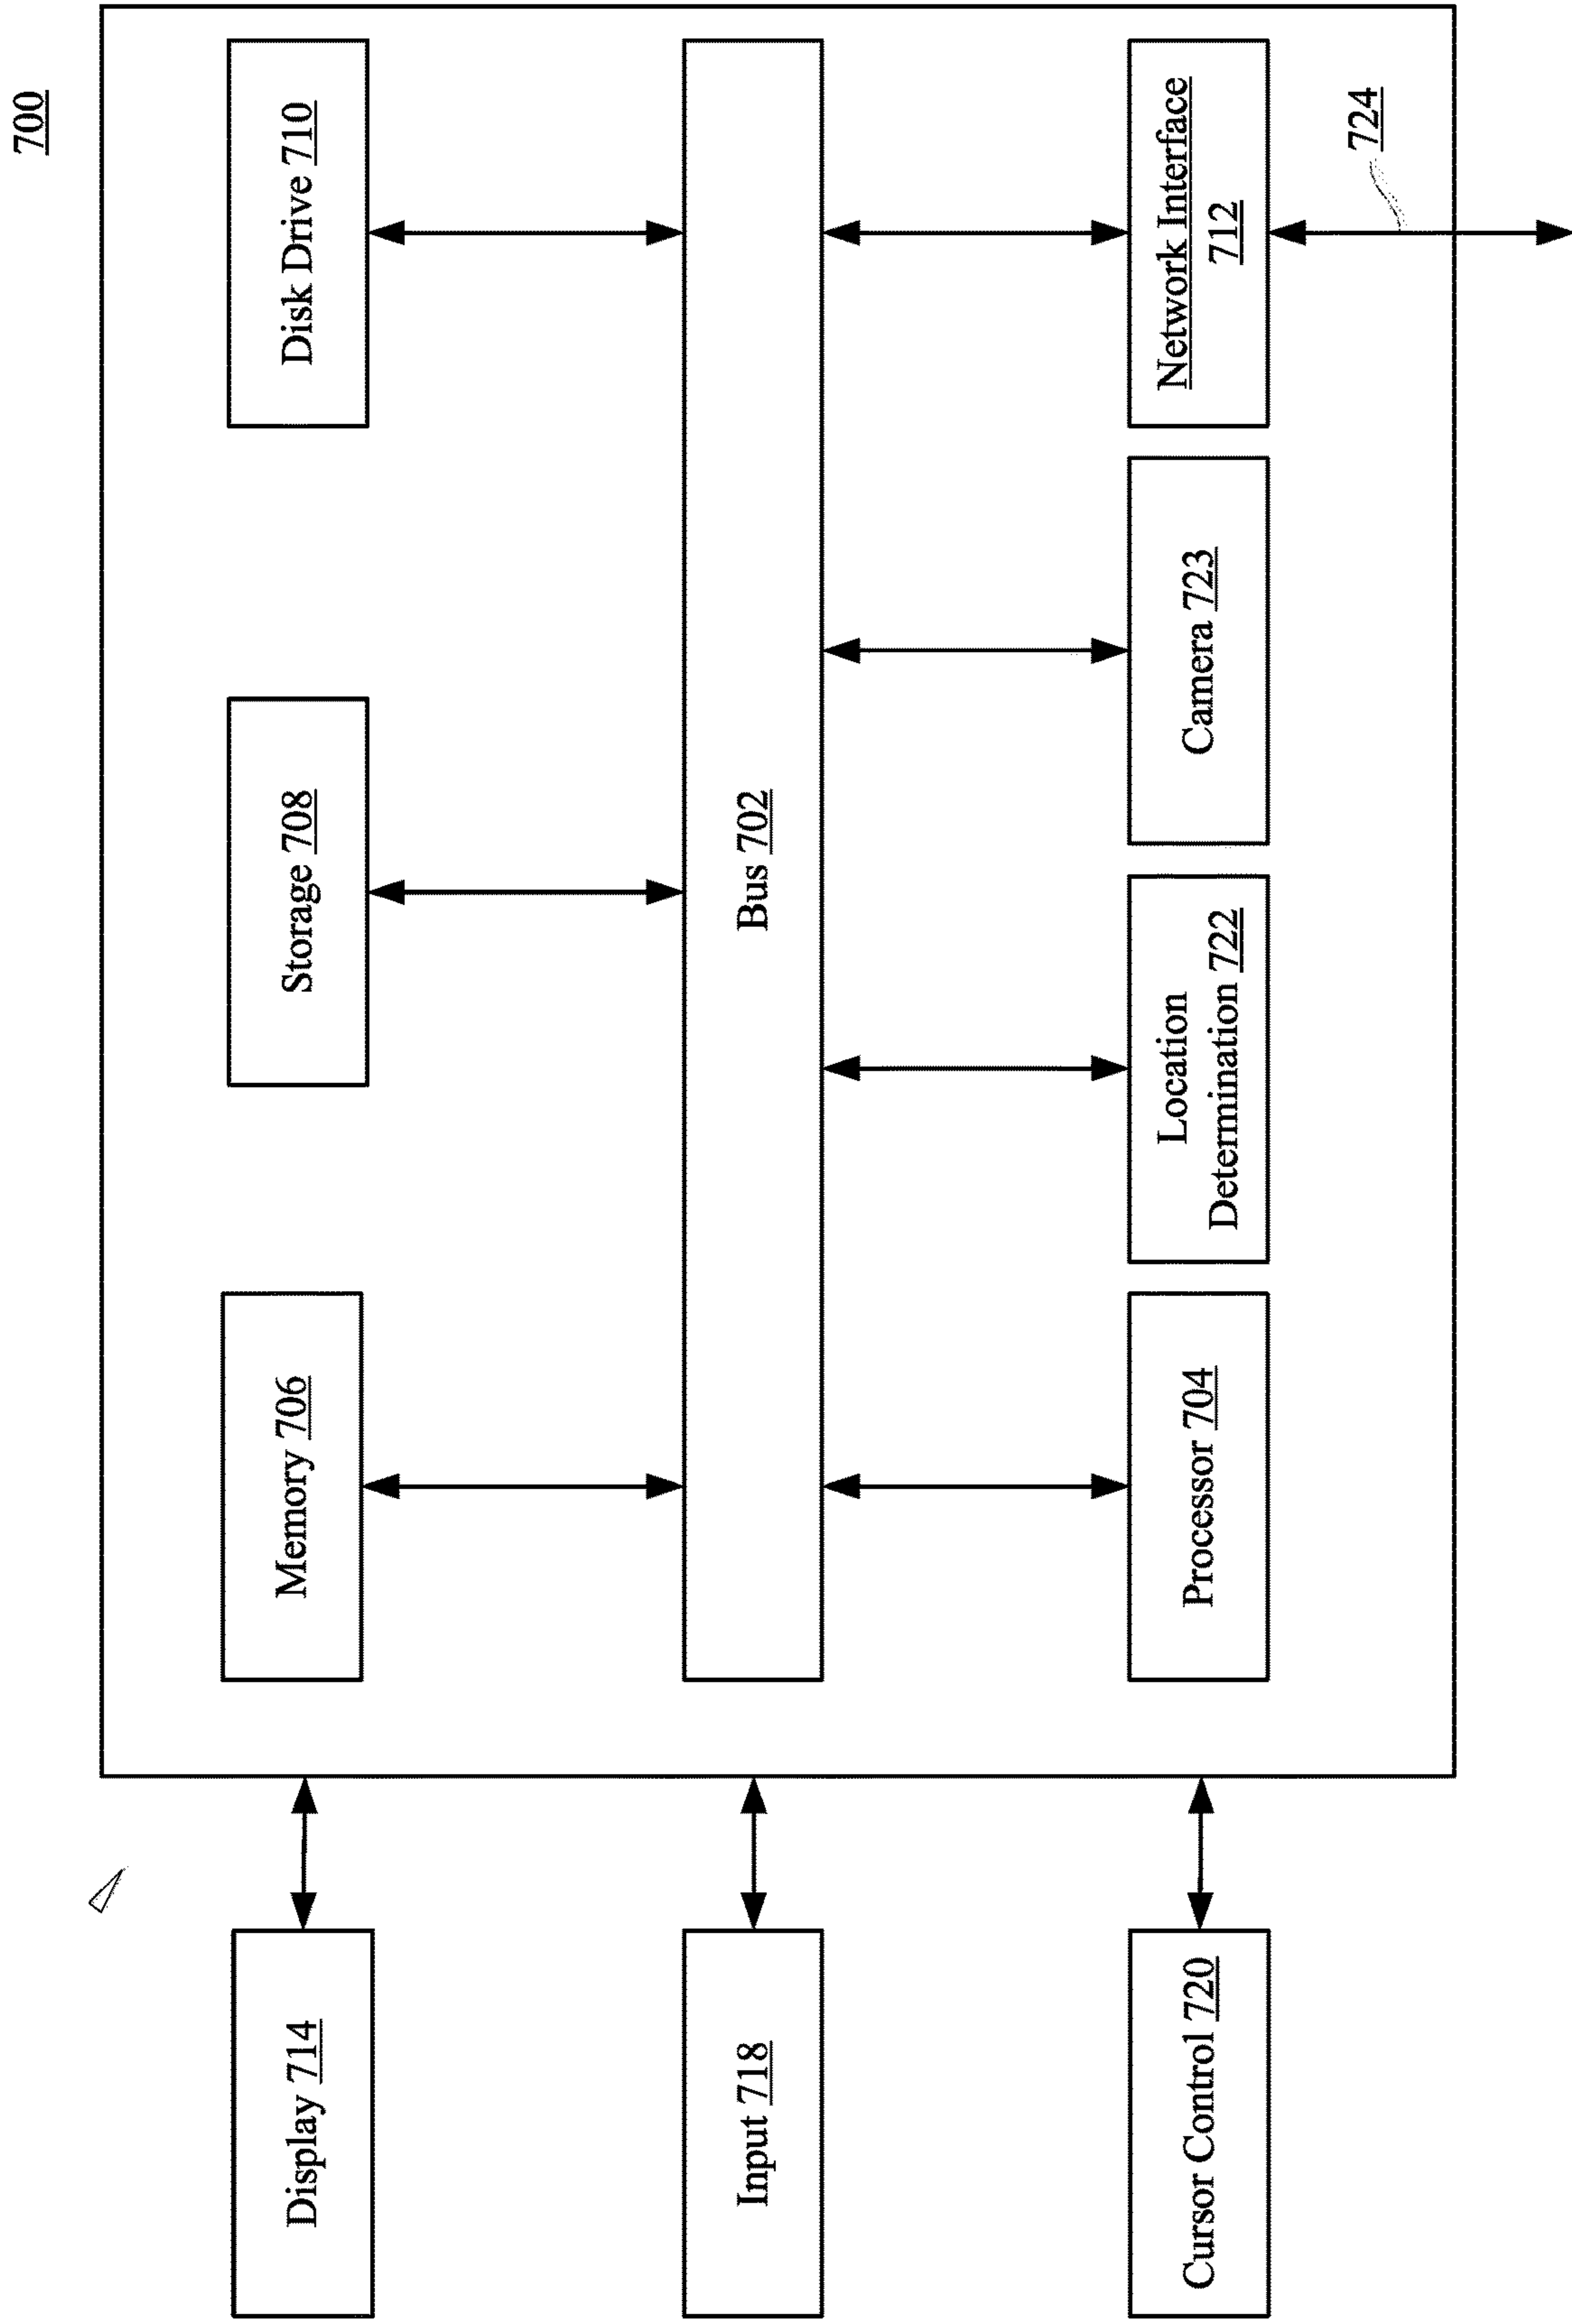 700
Display 714
Memory 706
Storage 708
Disk Drive 710
Input 718
Bus 702
Cursor Control 720
Processor 704
Location
Determination 722
Camera 723
Network Interface
712
724